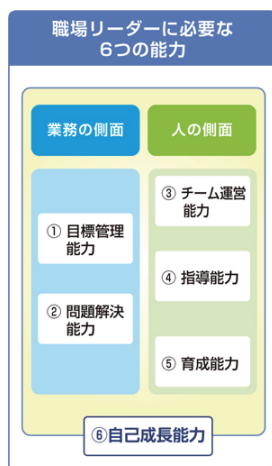 職場リーダーに必要な
6つの能力
業務の側面
人の側面
① 目標管理
能力
② 問題解決
能力
③ チーム運営
能力
④ 指導能力
⑤ 育成能力
⑥自己成長能力